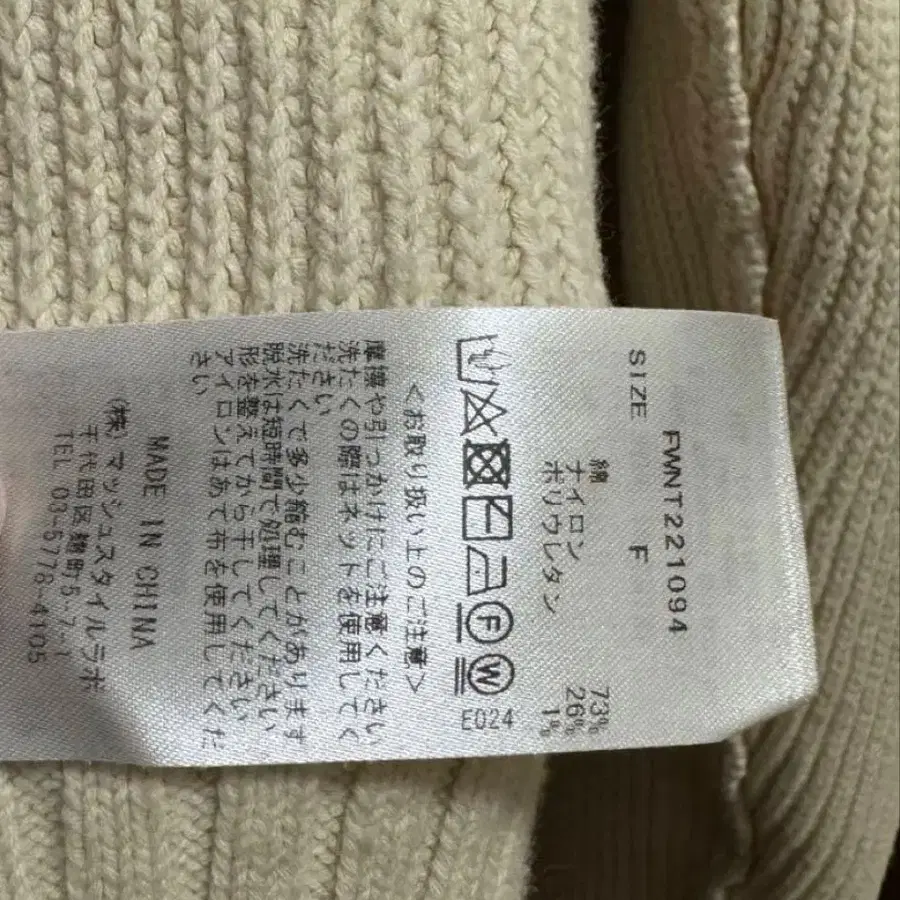 FWNT221094
SIZE F
綿 73%
ナイロン 26%
ポリウレタン 1%
F
W
E024
<お取り扱い上のご注意>
摩擦や引っかけにご注意ください
洗たくの際はネットを使用してく
ださい
洗たくで多少縮むことがあります
脱水は短時間で処理してください
形を整えてから干してください
アイロンはあて布を使用してくだ
さい
MADE IN CHINA
(株)マッシュスタイルラボ
千代田区麹町5-7-1
TEL 03-5778-4105